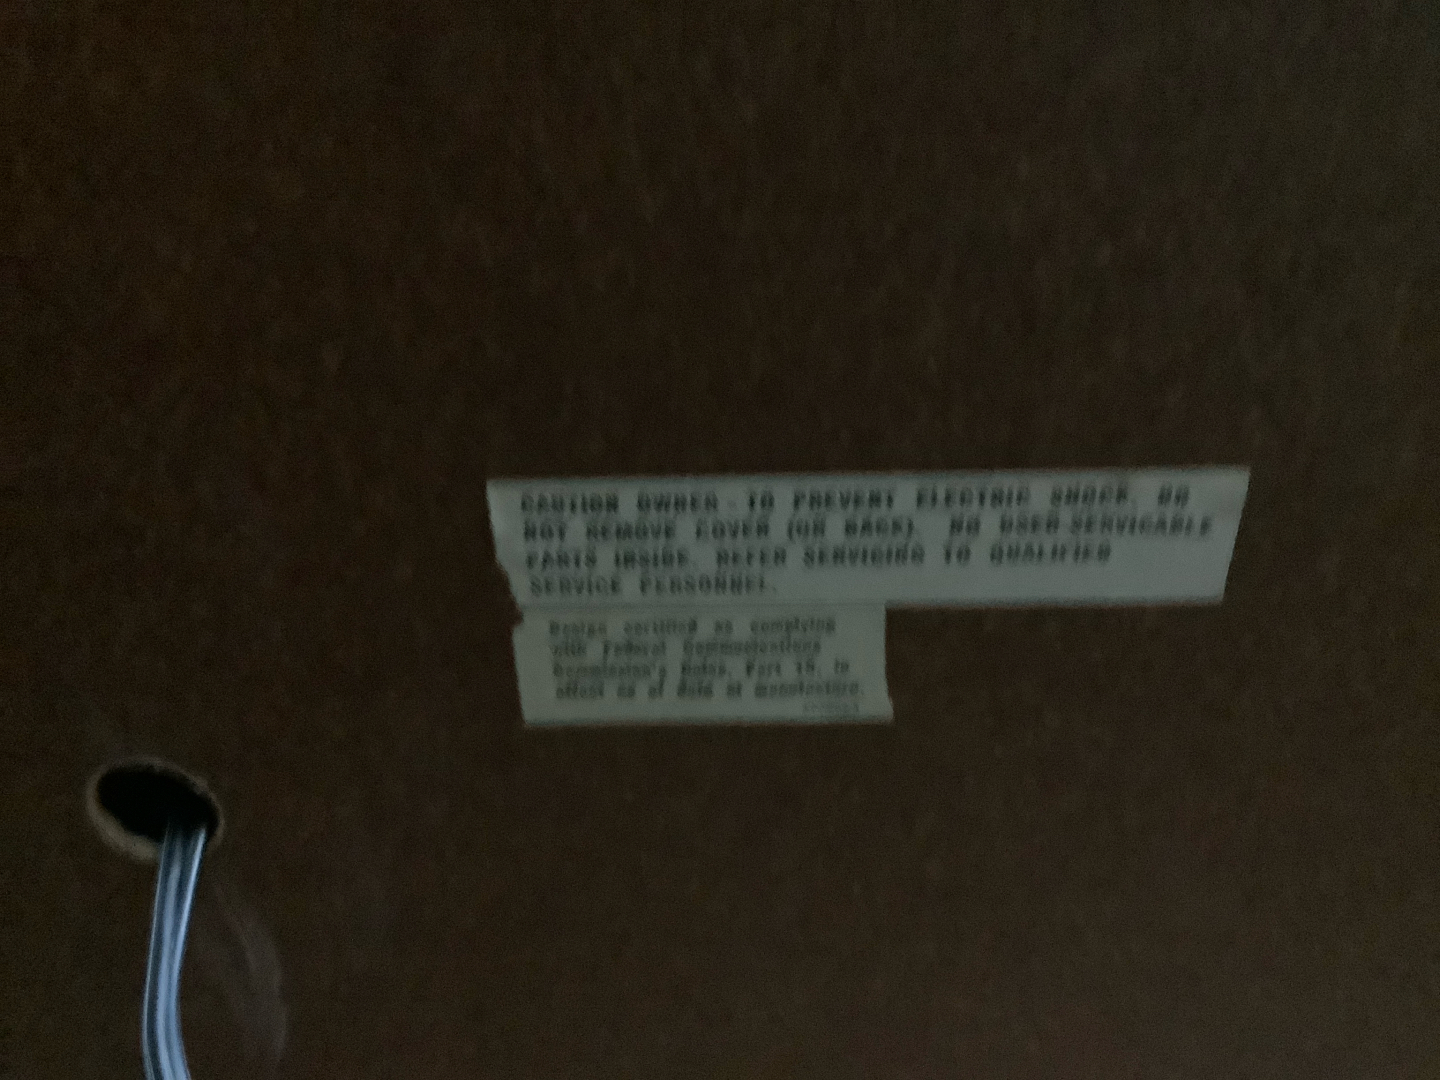 CAUTION OWNER - TO PREVENT ELECTRIC SHOCK, DO
NOT REMOVE COVER (OR BACK). NO USER-SERVICABLE
PARTS INSIDE. REFER SERVICING TO QUALIFIED
SERVICE PERSONNEL.
Design certified as complying
with Federal Communications
Commission's Rules, Part 15, in
effect as of date of manufacture.